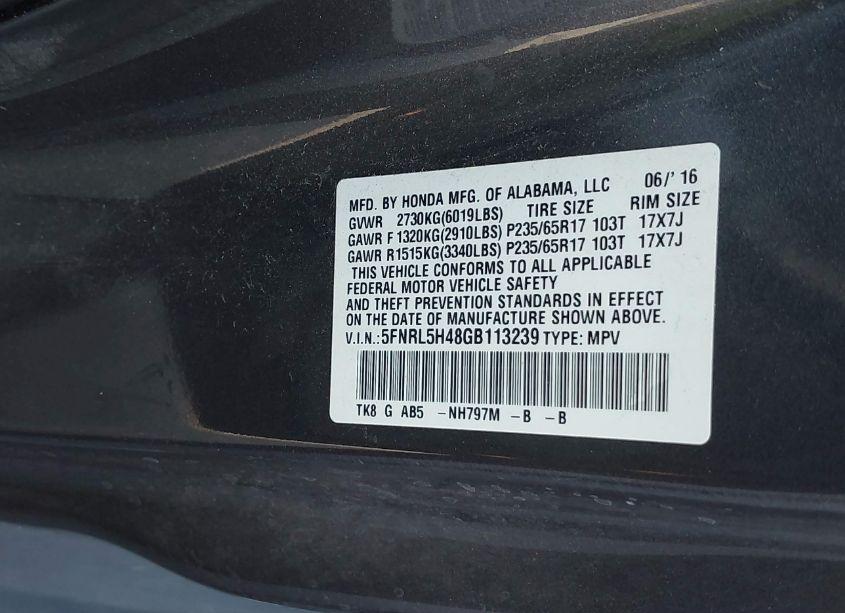 MFD. BY HONDA MFG. OF ALABAMA, LLC 06/' 16
GVWR 2730KG(6019LBS) TIRE SIZE RIM SIZE
GAWR F 1320KG(2910LBS) P235/65R17 103T 17X7J
GAWR R1515KG(3340LBS) P235/65R17 103T 17X7J
THIS VEHICLE CONFORMS TO ALL APPLICABLE
FEDERAL MOTOR VEHICLE SAFETY
AND THEFT PREVENTION STANDARDS IN EFFECT
ON THE DATE OF MANUFACTURE SHOWN ABOVE.
V.I.N.:5FNRL5H48GB113239 TYPE: MPV
TK8 G AB5 -NH797M -B -B